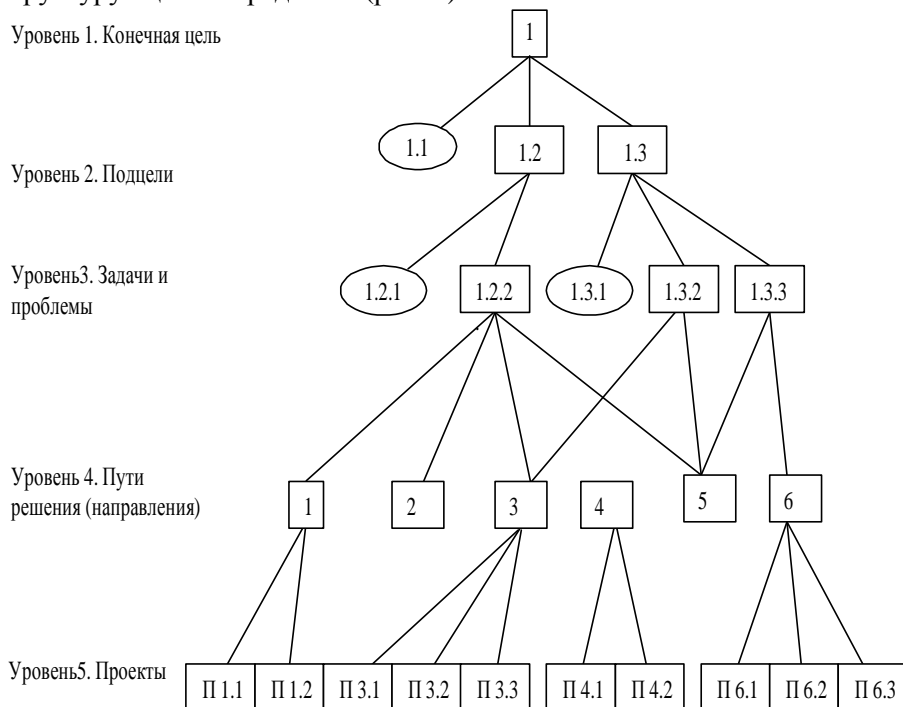 Уровень 1. Конечная цель
1
1.1
1.2
1.3
Уровень 2. Подцели
Уровень3. Задачи и
проблемы
1.2.1
1.2.2
1.3.1
1.3.2
1.3.3
Уровень 4. Пути
решения (направления)
1
2
3
4
5
6
Уровень5. Проекты
П 1.1
П 1.2
П 3.1
П 3.2
П 3.3
П 4.1
П 4.2
П 6.1
П 6.2
П 6.3